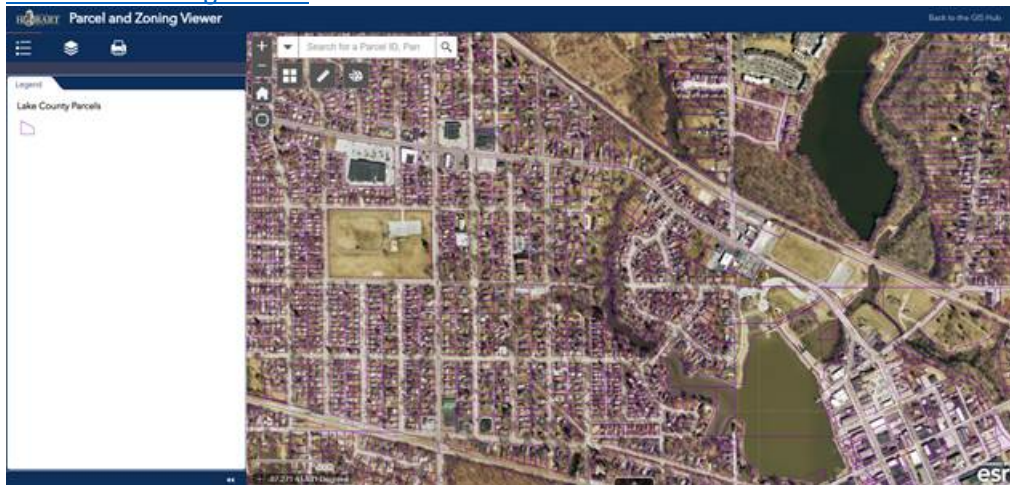 HOBART Parcel and Zoning Viewer
Back to the GIS Hub
Search for a Parcel ID, Pan
Legend
Lake County Parcels
esri